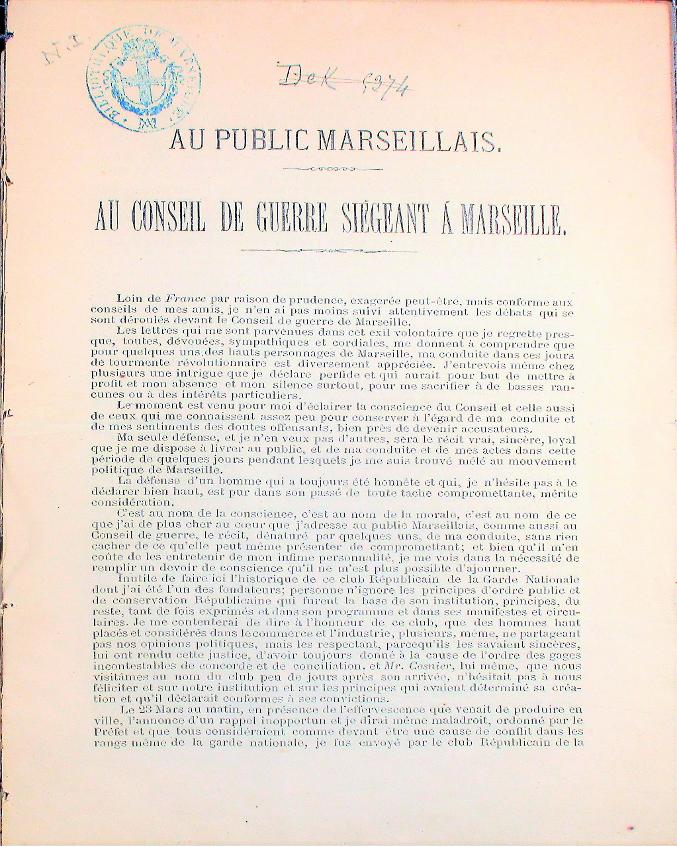 N. 1
BIBLIOTHEQUE DE MARSEILLE
Dek 1974
AU PUBLIC MARSEILLAIS.
AU CONSEIL DE GUERRE SIÉGEANT Á MARSEILLE.
Loin de France par raison de prudence, exagérée peut-être, mais conforme aux
conseils de mes amis, je n'en ai pas moins suivi attentivement les débats qui se
sont déroulés devant le Conseil de guerre de Marseille.
Les lettres qui me sont parvenues dans cet exil volontaire que je regrette pres-
que, toutes, dévouées, sympathiques et cordiales, me donnent à comprendre que
pour quelques uns des hauts personnages de Marseille, ma conduite dans ces jours
de tourmente révolutionnaire est diversement appréciée. J'entrevois même chez
plusieurs une intrigue que je déclare perfide et qui aurait pour but de mettre à
profit et mon absence et mon silence surtout, pour me sacrifier à de basses ran-
cunes ou à des intérêts particuliers.
Le moment est venu pour moi d'éclairer la conscience du Conseil et celle aussi
de ceux qui me connaissent assez peu pour conserver à l'égard de ma conduite et
de mes sentiments des doutes offensants, bien près de devenir accusateurs.
Ma seule défense, et je n'en veux pas d'autres, sera le récit vrai, sincère, loyal
que je me dispose à livrer au public, et de ma conduite et de mes actes dans cette
période de quelques jours pendant lesquels je me suis trouvé mêlé au mouvement
politique de Marseille.
La défense d'un homme qui a toujours été honnête et qui, je n'hésite pas à le
déclarer bien haut, est pur dans son passé de toute tache compromettante, mérite
considération.
C'est au nom de la conscience, c'est au nom de la morale, c'est au nom de ce
que j'ai de plus cher au cœur que j'adresse au public Marseillais, comme aussi au
Conseil de guerre, le récit, dénaturé par quelques uns, de ma conduite, sans rien
cacher de ce qu'elle peut même présenter de compromettant; et bien qu'il m'en
coûte de les entretenir de mon infime personnalité, je me vois dans la nécessité de
remplir un devoir de conscience qu'il ne m'est plus possible d'ajourner.
Inutile de faire ici l'historique de ce club Républicain de la Garde Nationale
dont j'ai été l'un des fondateurs; personne n'ignore les principes d'ordre public et
de conservation Républicaine qui furent la base de son institution, principes, du
reste, tant de fois exprimés et dans son programme et dans ses manifestes et circu-
laires. Je me contenterai de dire à l'honneur de ce club, que des hommes haut
placés et considérés dans le commerce et l'industrie, plusieurs, même, ne partageant
pas nos opinions politiques, mais les respectant, parcequ'ils les savaient sincères,
lui ont rendu cette justice, d'avoir toujours donné à la cause de l'ordre des gages
incontestables de concorde et de conciliation, et Mr. Cosnier, lui même, que nous
visitâmes au nom du club peu de jours après son arrivée, n'hésitait pas à nous
féliciter et sur notre institution et sur les principes qui avaient déterminé sa créa-
tion et qu'il déclarait conformes à ses convictions.
Le 23 Mars au matin, en présence de l'effervescence que venait de produire en
ville, l'annonce d'un rappel inopportun et je dirai même maladroit, ordonné par le
Préfet et que tous considéraient comme devant être une cause de conflit dans les
rangs même de la garde nationale, je fus envoyé par le club Républicain de la